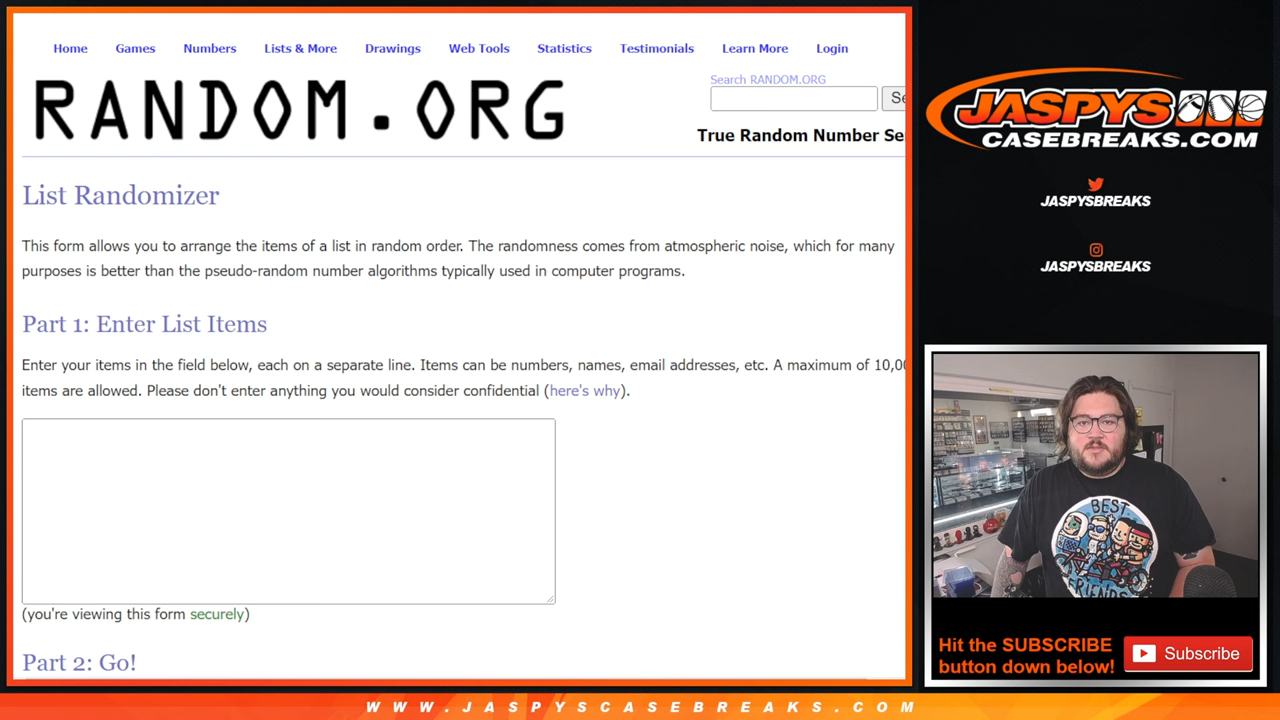 Home Games Numbers Lists & More Drawings Web Tools Statistics Testimonials Learn More Login
RANDOM.ORG
Search RANDOM.ORG
Se
True Random Number Se
List Randomizer
This form allows you to arrange the items of a list in random order. The randomness comes from atmospheric noise, which for many
purposes is better than the pseudo-random number algorithms typically used in computer programs.
Part 1: Enter List Items
Enter your items in the field below, each on a separate line. Items can be numbers, names, email addresses, etc. A maximum of 10,00
items are allowed. Please don't enter anything you would consider confidential (here's why).
(you're viewing this form securely)
Part 2: Go!
JASPYS
CASEBREAKS.COM
JASPYSBREAKS
JASPYSBREAKS
BEST
FRIENDS
Hit the SUBSCRIBE
button down below!
Subscribe
WWW.JASPYSCASEBREAKS.COM